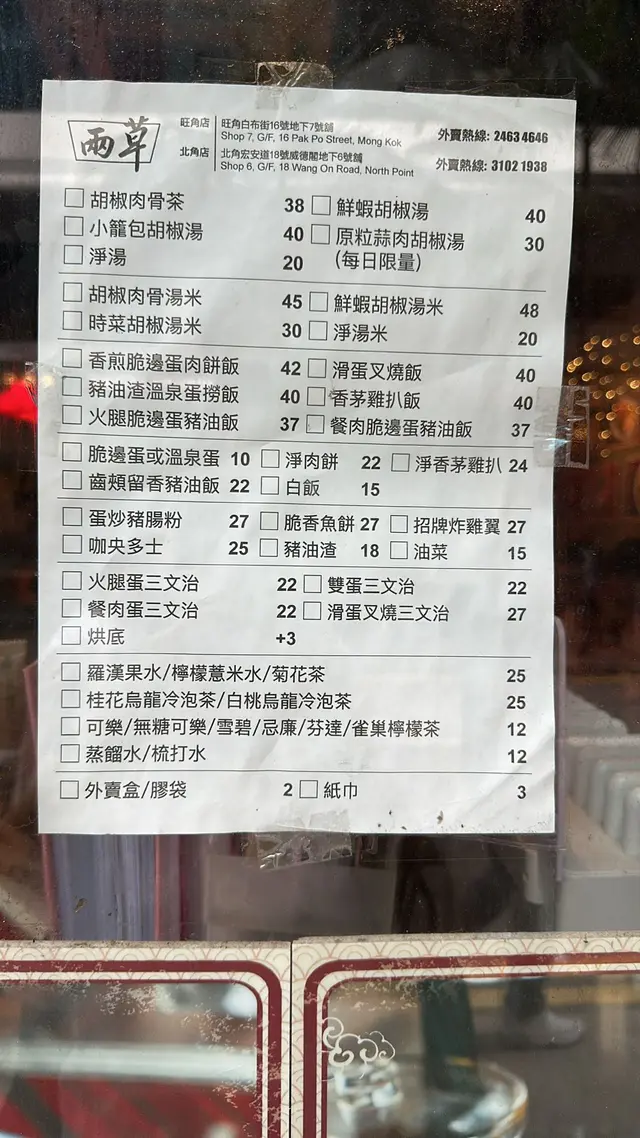 兩草
旺角店 旺角白布街16號地下7號舖 外賣熱線: 2463 4646
Shop 7, G/F, 16 Pak Po Street, Mong Kok
北角店 北角宏安道18號威德閣地下6號舖 外賣熱線: 3102 1938
Shop 6, G/F, 18 Wang On Road, North Point
胡椒肉骨茶 38 鮮蝦胡椒湯 40
小籠包胡椒湯 40 原粒蒜肉胡椒湯 30
淨湯 20 (每日限量)
胡椒肉骨湯米 45 鮮蝦胡椒湯米 48
時菜胡椒湯米 30 淨湯米 20
香煎脆邊蛋肉餅飯 42 滑蛋叉燒飯 40
豬油渣溫泉蛋撈飯 40 香茅雞扒飯 40
火腿脆邊蛋豬油飯 37 餐肉脆邊蛋豬油飯 37
脆邊蛋或溫泉蛋 10 淨肉餅 22 淨香茅雞扒 24
齒頰留香豬油飯 22 白飯 15
蛋炒豬腸粉 27 脆香魚餅 27 招牌炸雞翼 27
咖央多士 25 豬油渣 18 油菜 15
火腿蛋三文治 22 雙蛋三文治 22
餐肉蛋三文治 22 滑蛋叉燒三文治 27
烘底 +3
羅漢果水/檸檬薏米水/菊花茶 25
桂花烏龍冷泡茶/白桃烏龍冷泡茶 25
可樂/無糖可樂/雪碧/忌廉/芬達/雀巢檸檬茶 12
蒸餾水/梳打水 12
外賣盒/膠袋 2 紙巾 3